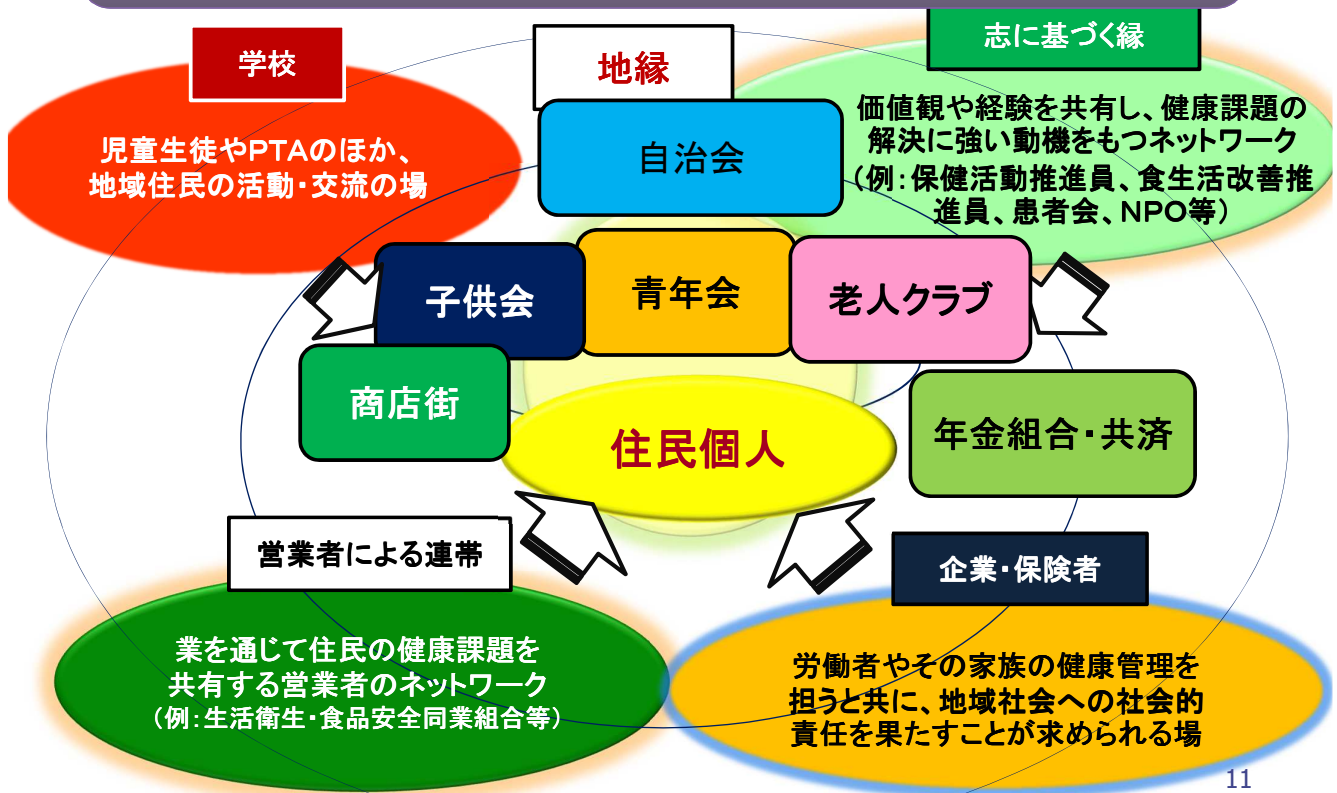 学校
児童生徒やPTAのほか、
地域住民の活動・交流の場
地縁
自治会
志に基づく縁
価値観や経験を共有し、健康課題の
解決に強い動機をもつネットワーク
（例：保健活動推進員、食生活改善推
進員、患者会、NPO等）
子供会
青年会
老人クラブ
商店街
住民個人
年金組合・共済
営業者による連帯
業を通じて住民の健康課題を
共有する営業者のネットワーク
（例：生活衛生・食品安全同業組合等）
企業・保険者
労働者やその家族の健康管理を
担うと共に、地域社会への社会的
責任を果たすことが求められる場
11